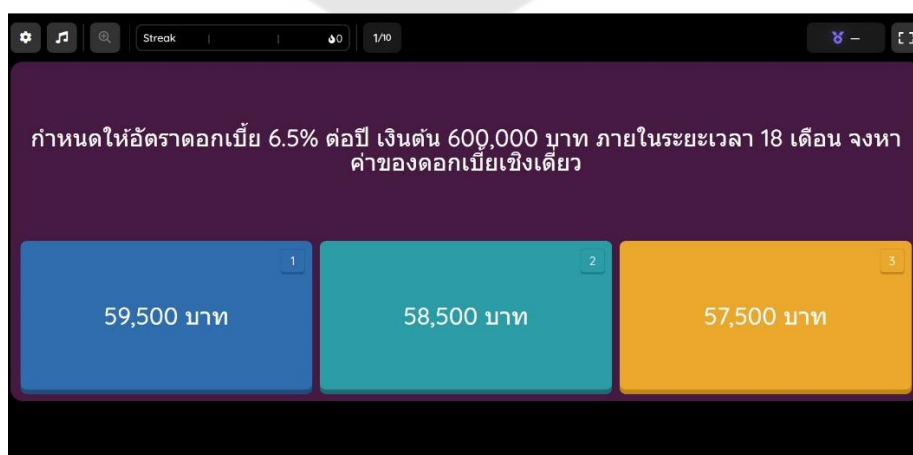 Streak
0
1/10
กำหนดให้อัตราดอกเบี้ย 6.5% ต่อปี เงินต้น 600,000 บาท ภายในระยะเวลา 18 เดือน จงหา
ค่าของดอกเบี้ยเชิงเดี่ยว
1
59,500 บาท
2
58,500 บาท
3
57,500 บาท